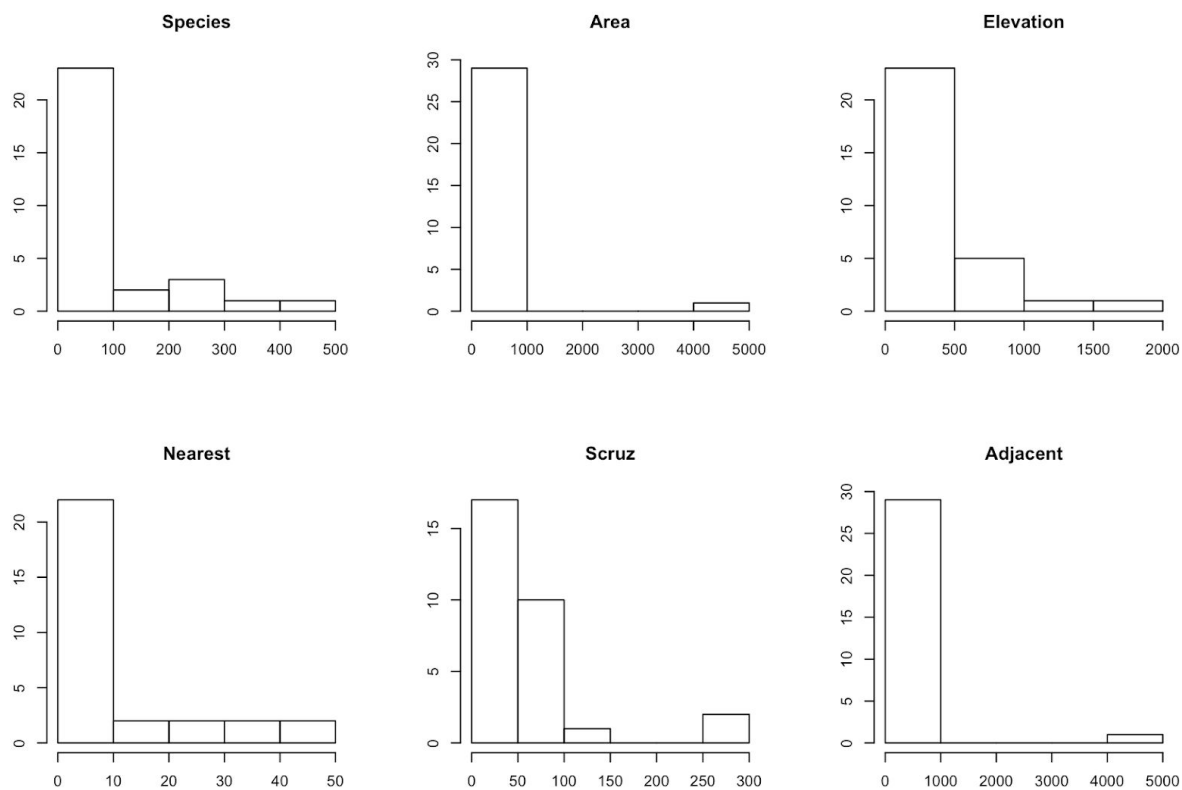 Species
Area
Elevation
0 5 10 15 20
0 100 200 300 400 500
0 5 10 15 20 25 30
0 1000 2000 3000 4000 5000
0 5 10 15 20
0 500 1000 1500 2000
Nearest
Scruz
Adjacent
0 5 10 15 20
0 10 20 30 40 50
0 5 10 15
0 50 100 150 200 250 300
0 5 10 15 20 25 30
0 1000 2000 3000 4000 5000